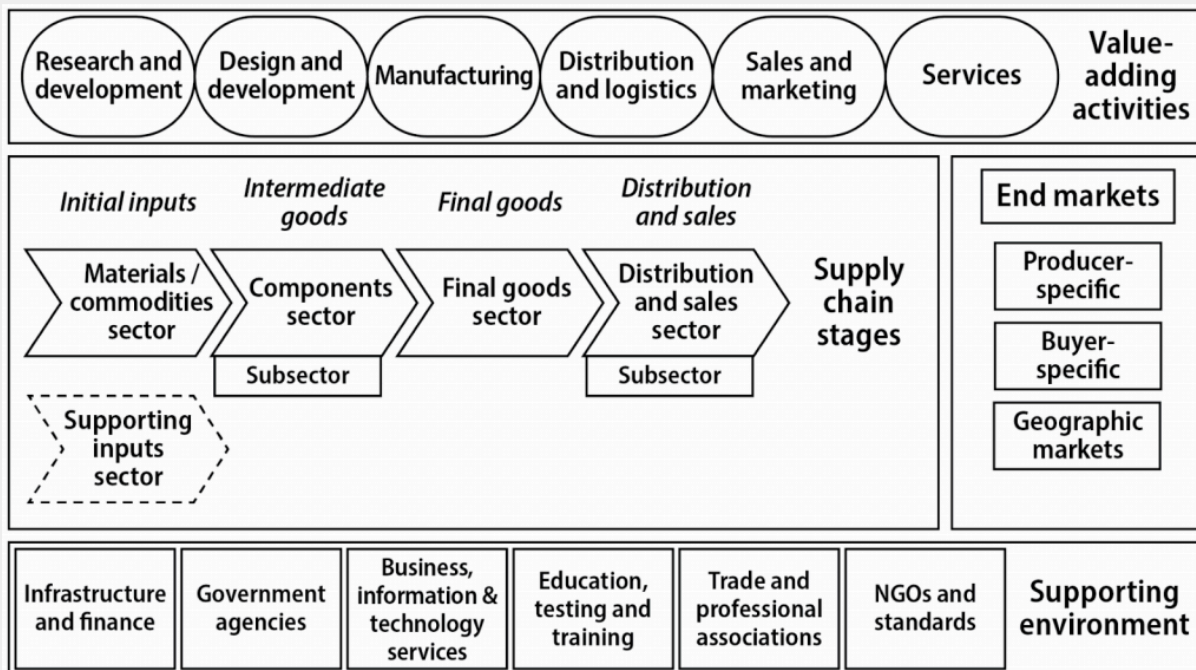 Research and
development
Design and
development
Manufacturing
Distribution
and logistics
Sales and
marketing
Services
Value-
adding
activities
Initial inputs
Intermediate
goods
Final goods
Distribution
and sales
Materials /
commodities
sector
Components
sector
Final goods
sector
Distribution
and sales
sector
Supply
chain
stages
Subsector
Subsector
Supporting
inputs
sector
End markets
Producer-
specific
Buyer-
specific
Geographic
markets
Infrastructure
and finance
Government
agencies
Business,
information &
technology
services
Education,
testing and
training
Trade and
professional
associations
NGOs and
standards
Supporting
environment